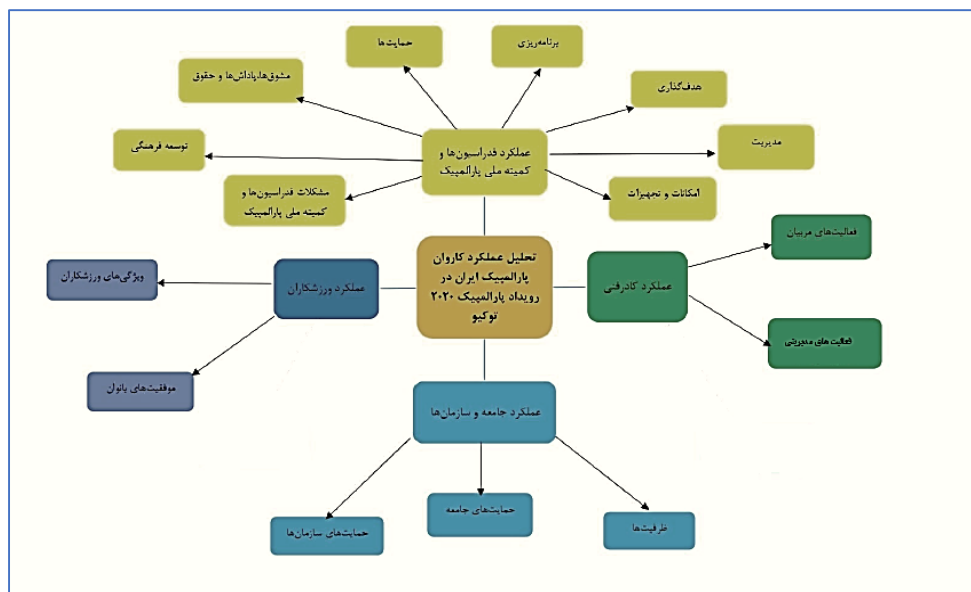 حمایت‌ها
برنامه‌ریزی
مشوق‌ها،پاداش‌ها و حقوق
هدف‌گذاری
توسعه فرهنگی
عملکرد فدراسیون‌ها و
کمیته ملی پارالمپیک
مدیریت
مشکلات فدراسیون‌ها و
کمیته ملی پارالمپیک
امکانات و تجهیزات
فعالیت‌های مربیان
تحلیل عملکرد کاروان
پارالمپیک ایران در
رویداد پارالمپیک ۲۰۲۰
توکیو
ویژگی‌های ورزشکاران
عملکرد ورزشکاران
عملکرد کادرفنی
فعالیت‌های مدیریتی
موفقیت‌های بانوان
عملکرد جامعه و سازمان‌ها
حمایت‌های سازمان‌ها
حمایت‌های جامعه
ظرفیت‌ها